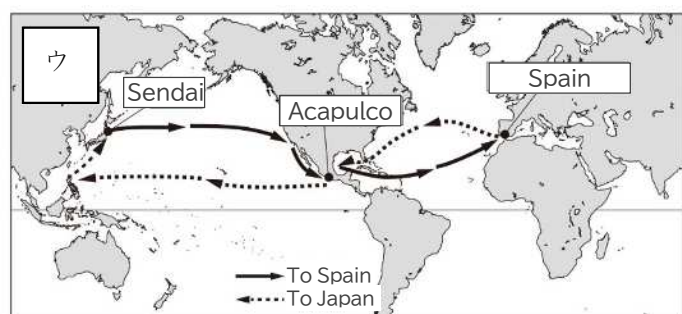 ウ
Sendai
Acapulco
Spain
To Spain
To Japan